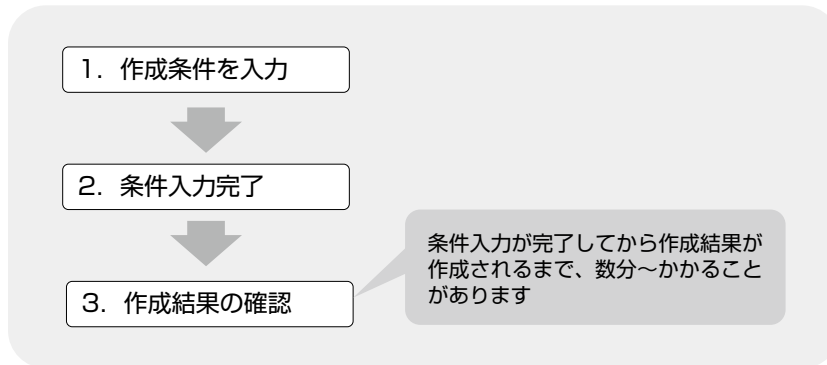 1．作成条件を入力
2．条件入力完了
条件入力が完了してから作成結果が
作成されるまで、数分～かかること
があります
3．作成結果の確認